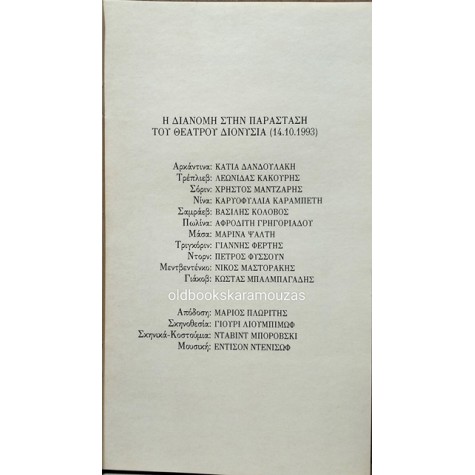 Η ΔΙΑΝΟΜΗ ΣΤΗΝ ΠΑΡΑΣΤΑΣΗ
ΤΟΥ ΘΕΑΤΡΟΥ ΔΙΟΝΥΣΙΑ (14.10.1993)
Αρκάντινα: ΚΑΤΙΑ ΔΑΝΔΟΥΛΑΚΗ
Τρέπλιεβ: ΛΕΩΝΙΔΑΣ ΚΑΚΟΥΡΗΣ
Σόριν: ΧΡΗΣΤΟΣ ΜΑΝΤΖΑΡΗΣ
Νίνα: ΚΑΡΥΟΦΥΛΛΙΑ ΚΑΡΑΜΠΕΤΗ
Σαμράεβ: ΒΑΣΙΛΗΣ ΚΟΛΟΒΟΣ
Πωλίνα: ΑΦΡΟΔΙΤΗ ΓΡΗΓΟΡΙΑΔΟΥ
Μάσα: ΜΑΡΙΝΑ ΨΑΛΤΗ
Τριγκόριν: ΓΙΑΝΝΗΣ ΦΕΡΤΗΣ
Ντορν: ΠΕΤΡΟΣ ΦΥΣΣΟΥΝ
Μεντβεντένκο: ΝΙΚΟΣ ΜΑΣΤΟΡΑΚΗΣ
Γιάκοβ: ΚΩΣΤΑΣ ΜΠΑΛΜΠΑΓΑΔΗΣ
oldbookskaramouzas
Απόδοση: ΜΑΡΙΟΣ ΠΛΩΡΙΤΗΣ
Σκηνοθεσία: ΓΙΟΥΡΙ ΛΙΟΥΜΠΙΜΩΦ
Σκηνικά-Κοστούμια: ΝΤΑΒΙΝΤ ΜΠΟΡΟΒΣΚΙ
Μουσική: ΕΝΤΙΣΟΝ ΝΤΕΝΙΣΩΦ